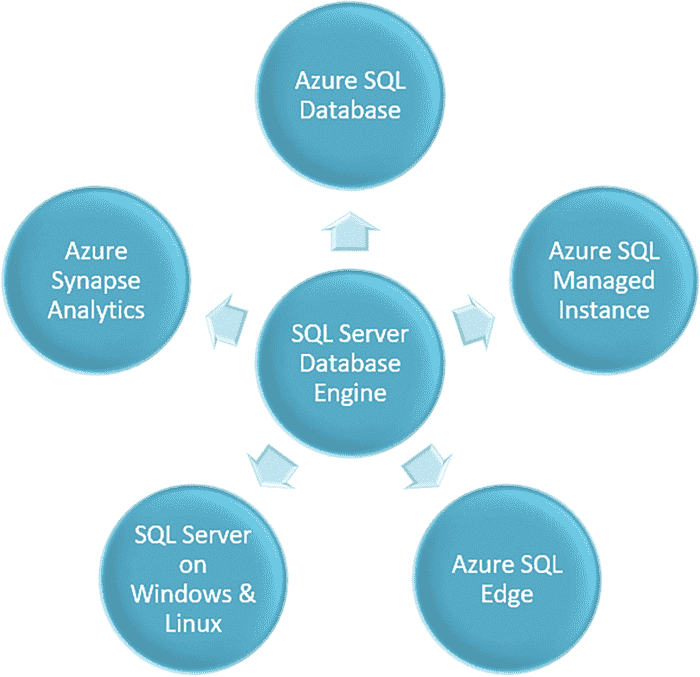 Azure SQL
Database
Azure
Synapse
Analytics
Azure SQL
Managed
Instance
SQL Server
Database
Engine
SQL Server
on
Windows &
Linux
Azure SQL
Edge